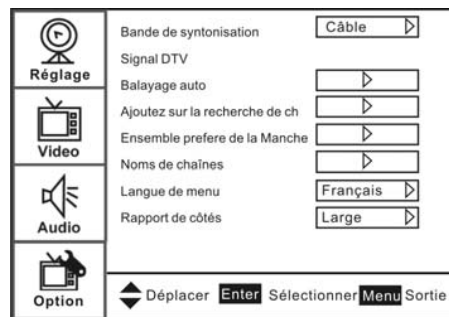 Réglage
Video
Audio
Option
Bande de syntonisation Câble
Signal DTV
Balayage auto
Ajoutez sur la recherche de ch
Ensemble prefere de la Manche
Noms de chaînes
Langue de menu Français
Rapport de côtés Large
Déplacer Enter Sélectionner Menu Sortie